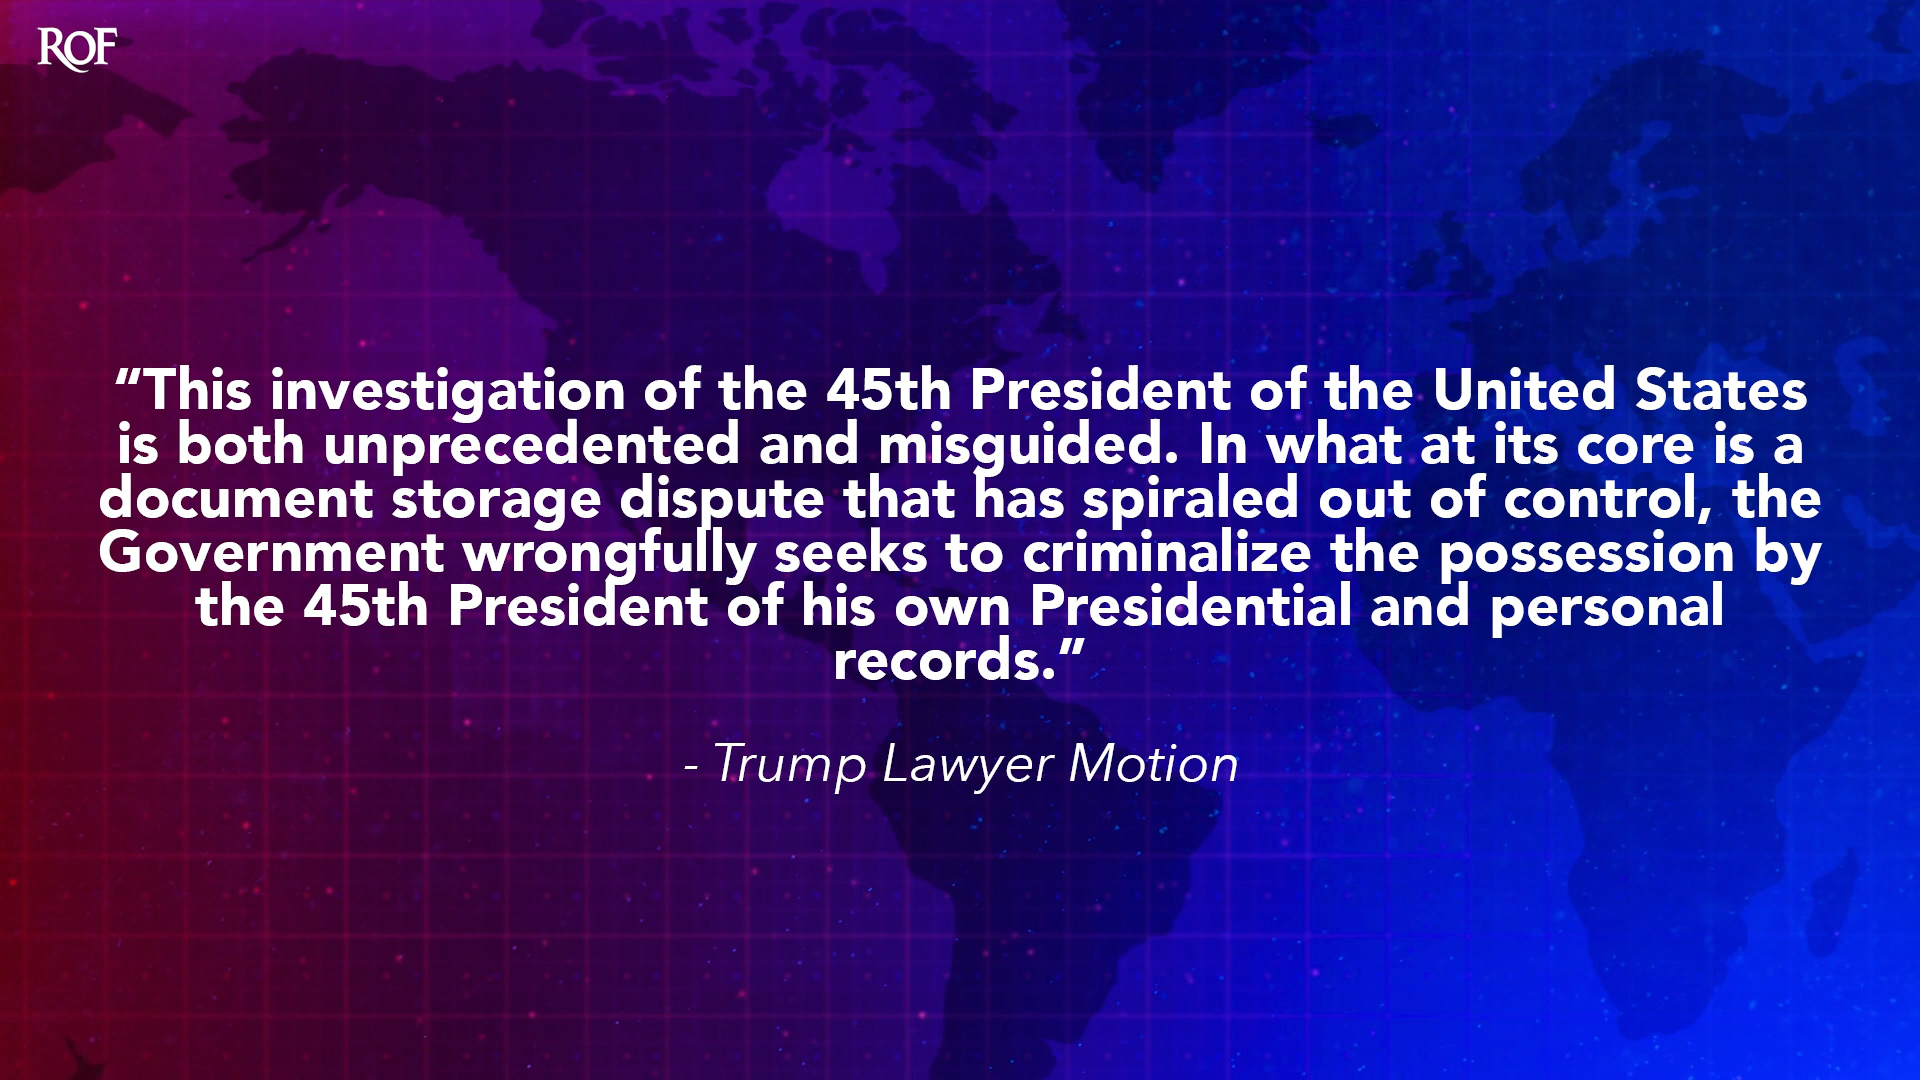 ROF
“This investigation of the 45th President of the United States
is both unprecedented and misguided. In what at its core is a
document storage dispute that has spiraled out of control, the
Government wrongfully seeks to criminalize the possession by
the 45th President of his own Presidential and personal
records.”
- Trump Lawyer Motion